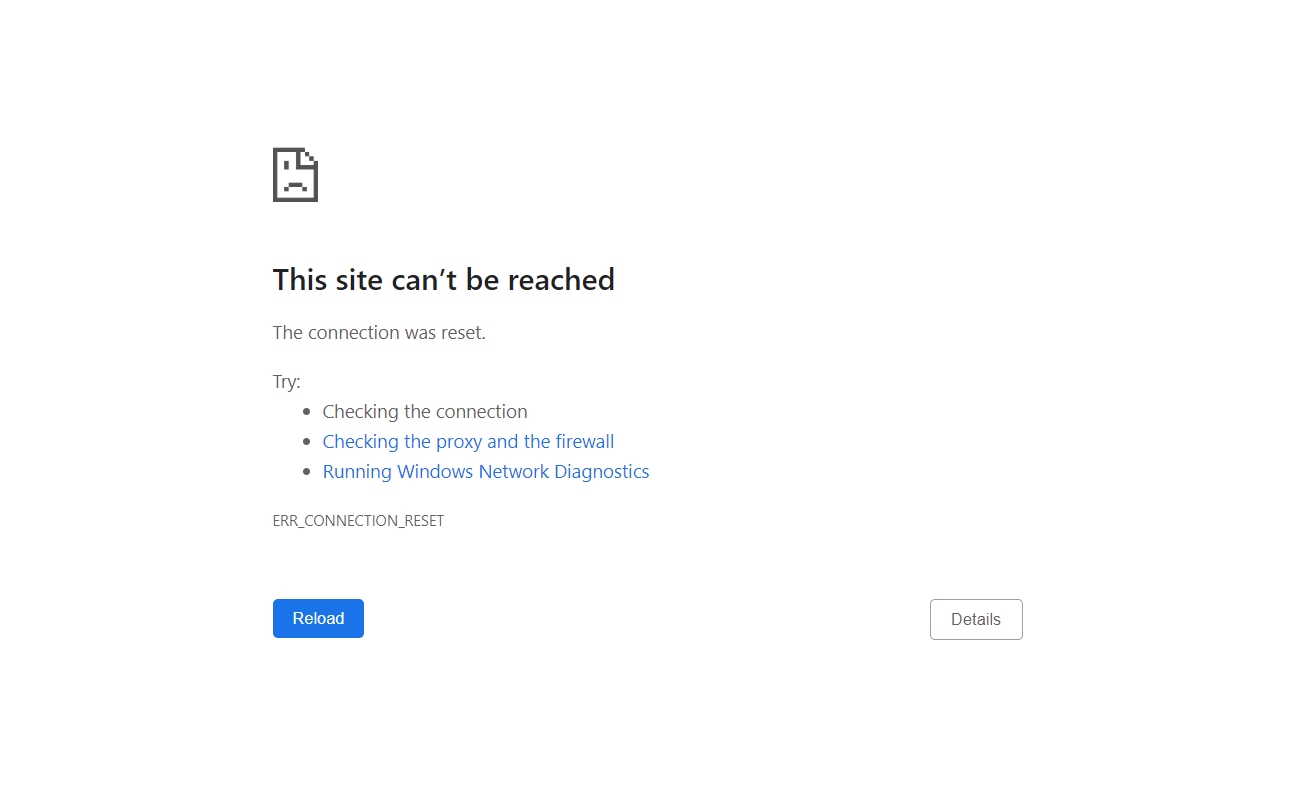 This site can’t be reached
The connection was reset.
Try:
Checking the connection
Checking the proxy and the firewall
Running Windows Network Diagnostics
ERR_CONNECTION_RESET
Reload
Details